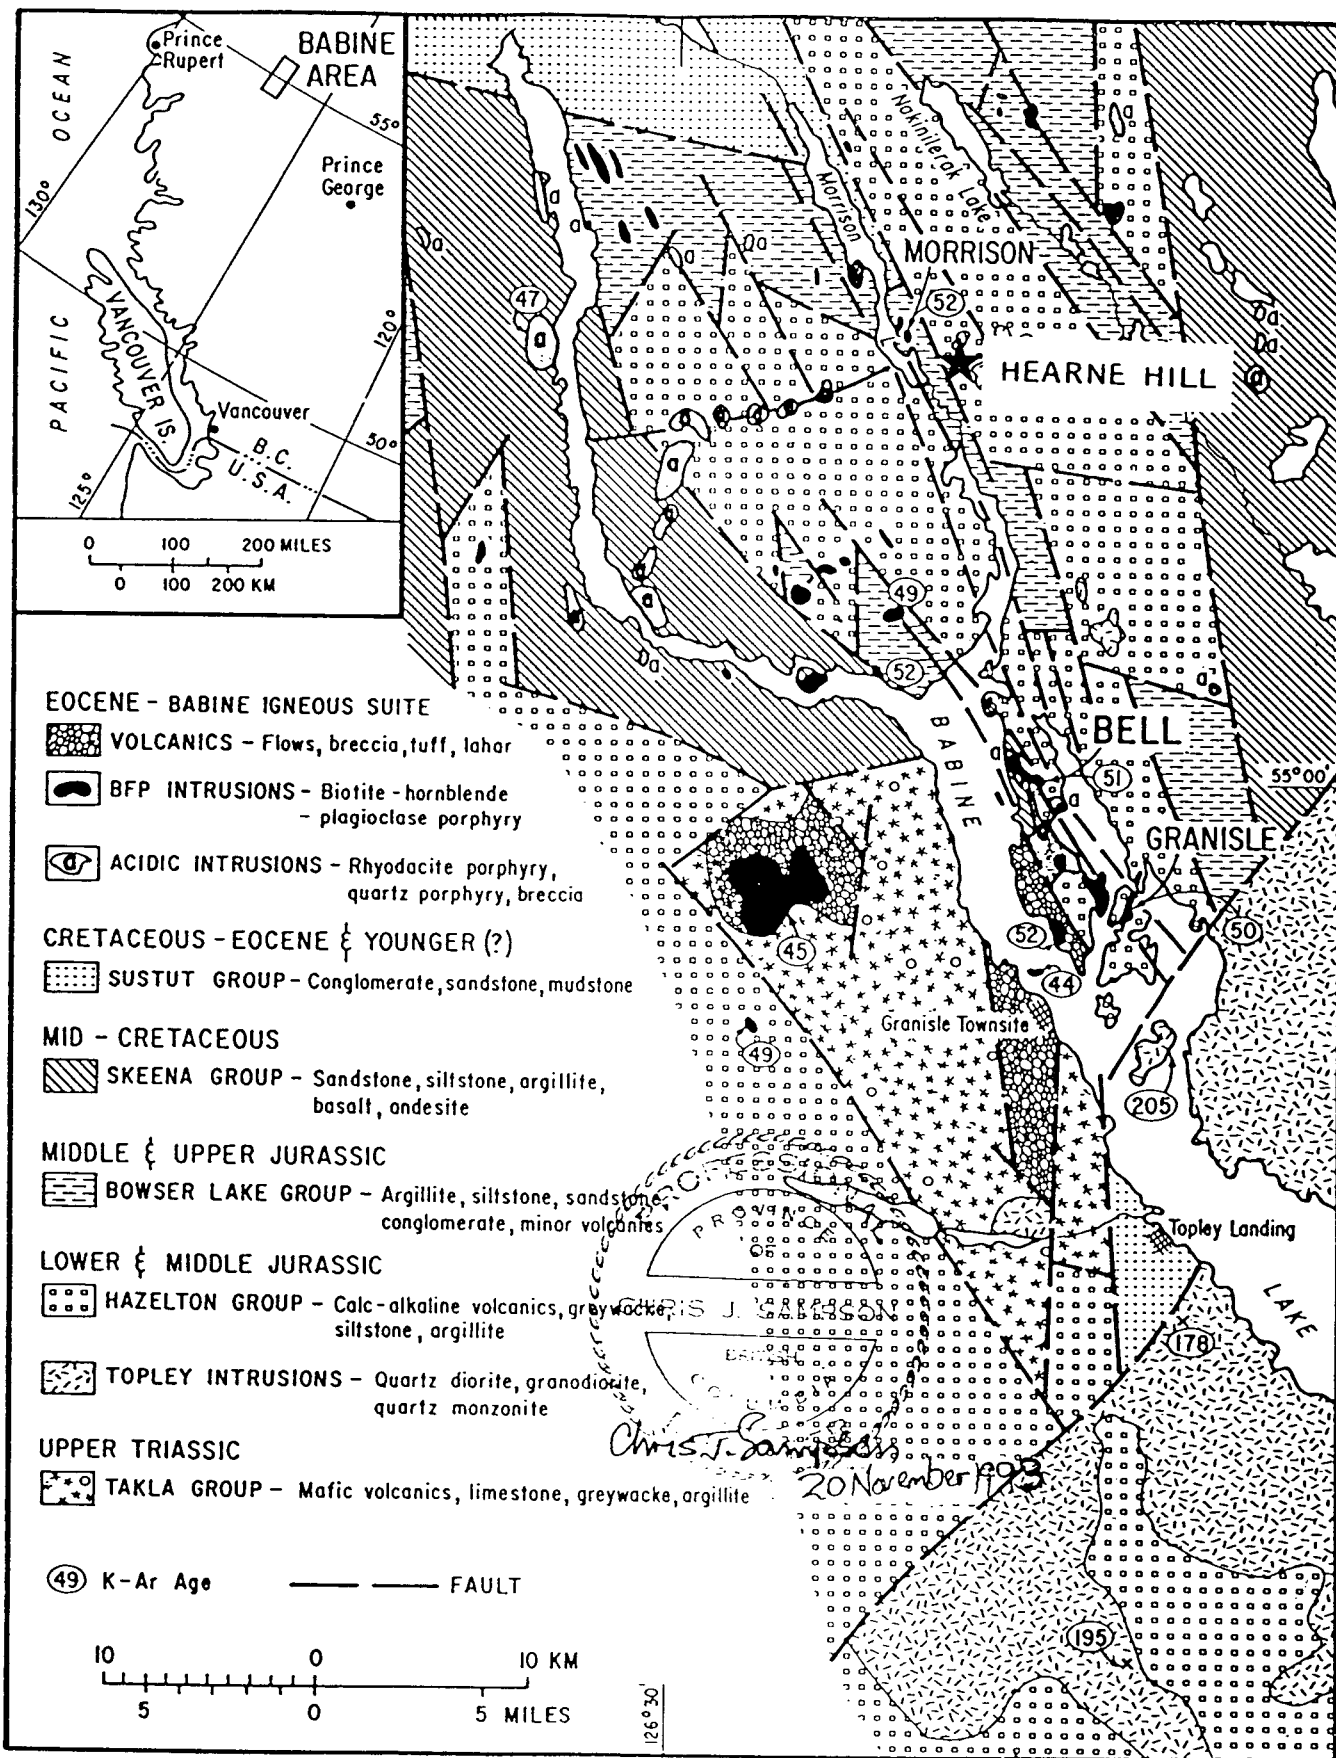 Prince
Rupert
BABINE
AREA
OCEAN
55°
Prince
George
130°
120°
PACIFIC
VANCOUVER IS.
Vancouver
50°
B.C.
U.S.A.
125°
0 100 200 MILES
0 100 200 KM
Nakinilerak Lake
Morrison
MORRISON
52
47
HEARNE HILL
a
49
52
BABINE
BELL
51
55°00'
GRANISLE
52
50
45
44
Granisle Townsite
49
205
Topley Landing
LAKE
178
195
126°30'
EOCENE - BABINE IGNEOUS SUITE
VOLCANICS - Flows, breccia, tuff, lahar
BFP INTRUSIONS - Biotite - hornblende
- plagioclase porphyry
a ACIDIC INTRUSIONS - Rhyodacite porphyry,
quartz porphyry, breccia
CRETACEOUS - EOCENE & YOUNGER (?)
SUSTUT GROUP - Conglomerate, sandstone, mudstone
MID - CRETACEOUS
SKEENA GROUP - Sandstone, siltstone, argillite,
basalt, andesite
MIDDLE & UPPER JURASSIC
BOWSER LAKE GROUP - Argillite, siltstone, sandstone,
conglomerate, minor volcanics
LOWER & MIDDLE JURASSIC
HAZELTON GROUP - Calc-alkaline volcanics, greywacke,
siltstone, argillite
TOPLEY INTRUSIONS - Quartz diorite, granodiorite,
quartz monzonite
UPPER TRIASSIC
TAKLA GROUP - Mafic volcanics, limestone, greywacke, argillite
49 K-Ar Age
FAULT
10 0 10 KM
5 0 5 MILES
PROVINCE
OF
CHRIS J. SAMPSON
BRITISH
COLUMBIA
Chris J. Sampson
20 November 1993